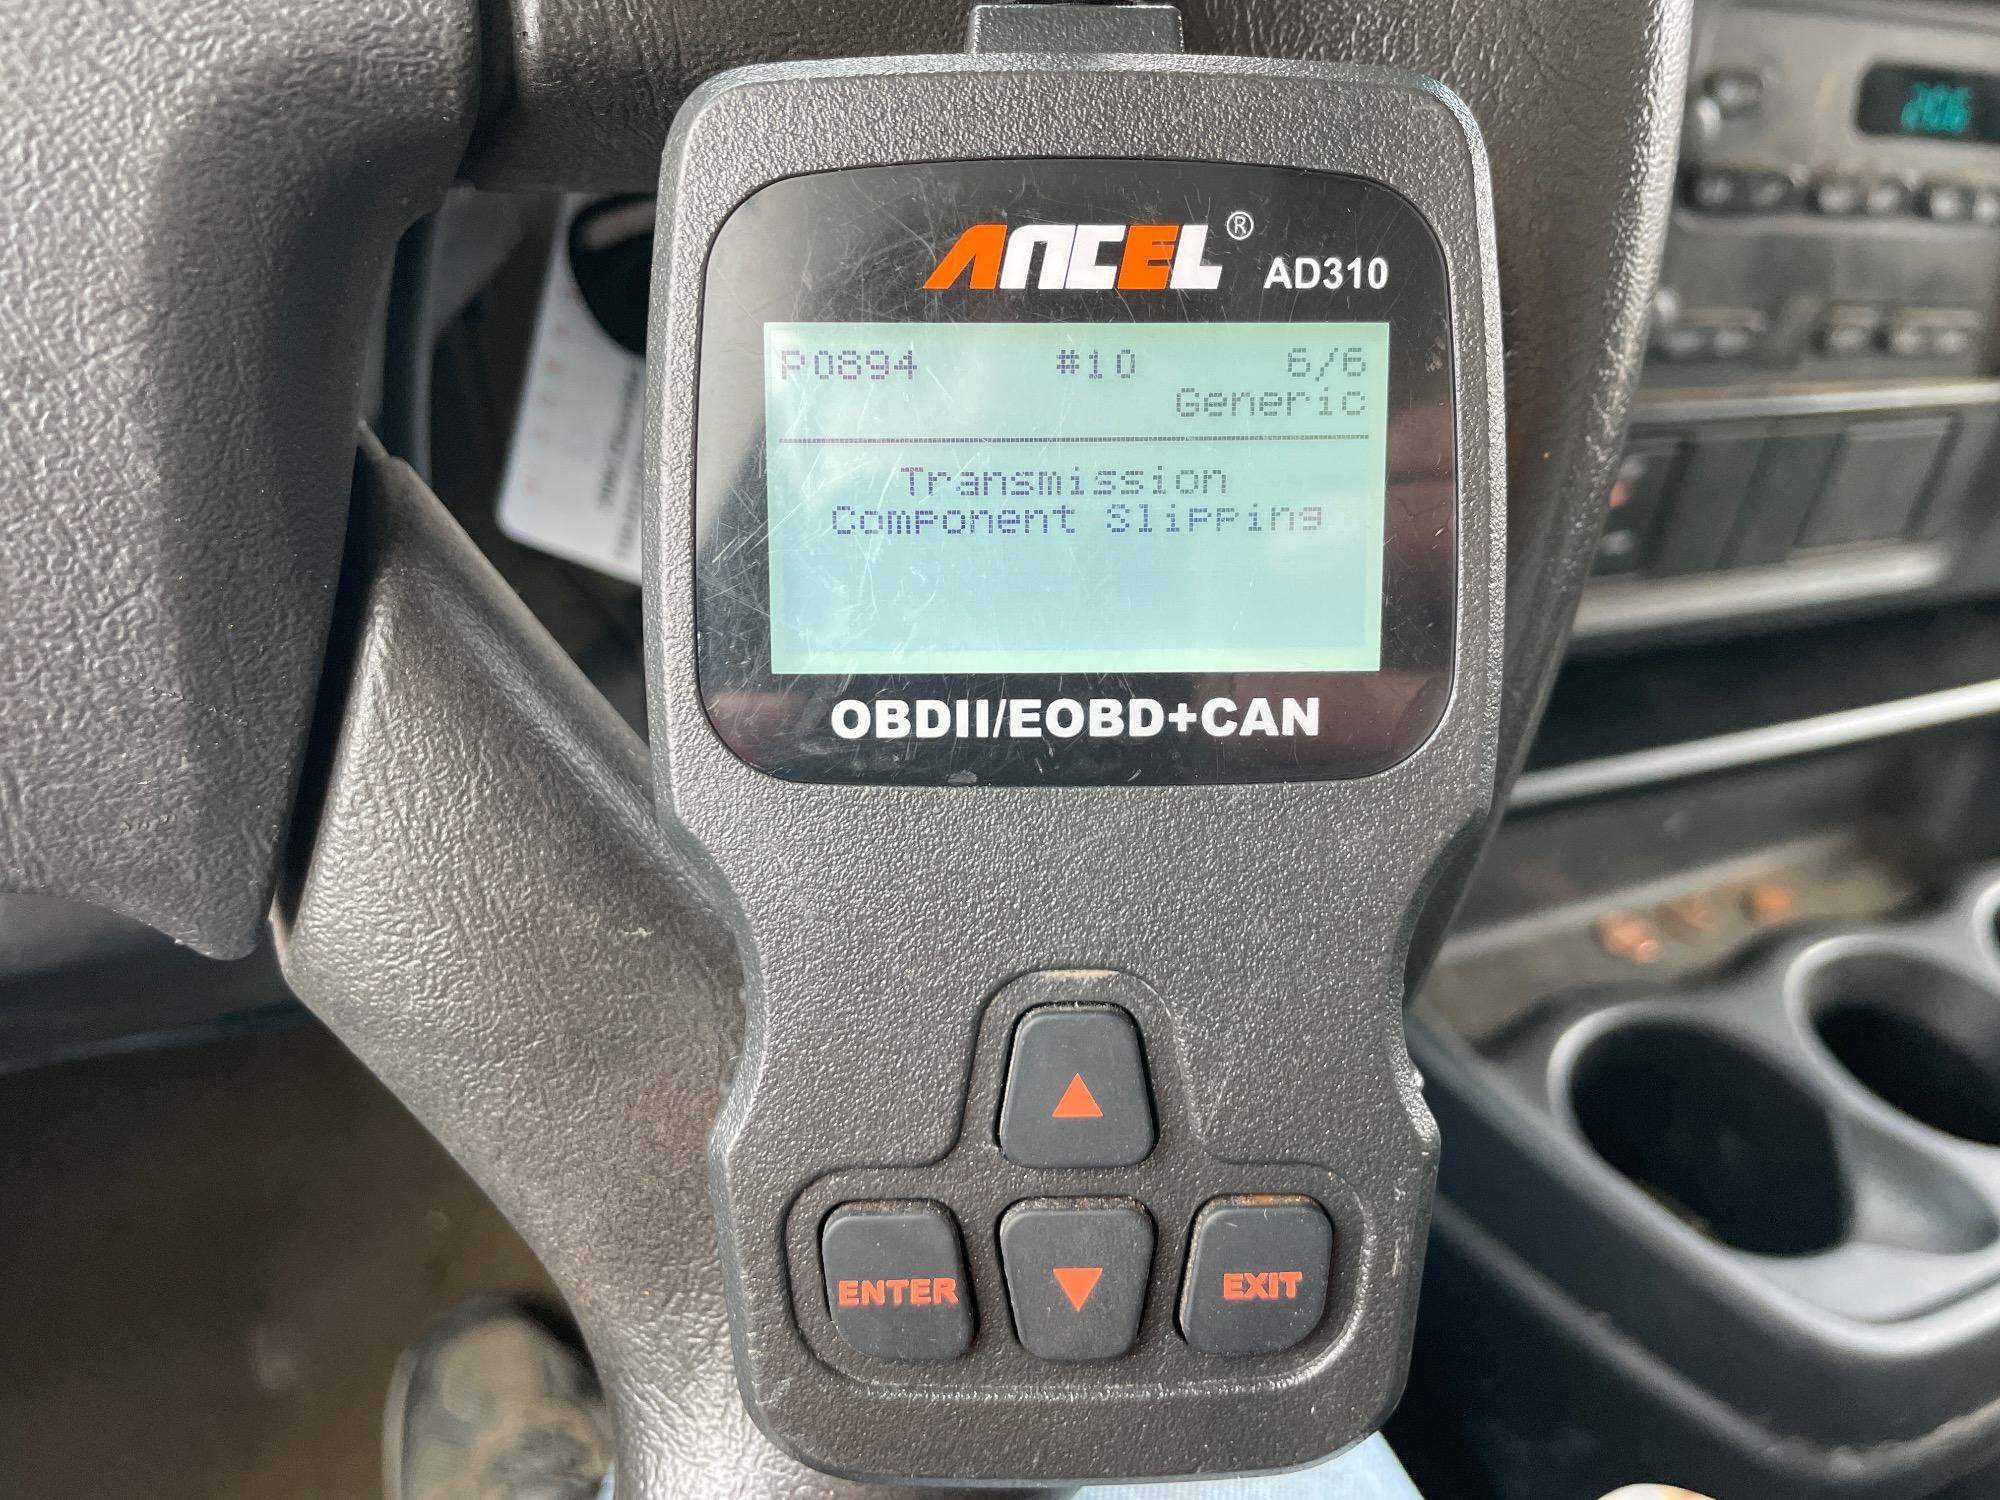 ANCEL®
AD310
P0894 #10 6/6
Generic
Transmission
Component Slipping
OBDII/EOBD+CAN
ENTER
EXIT